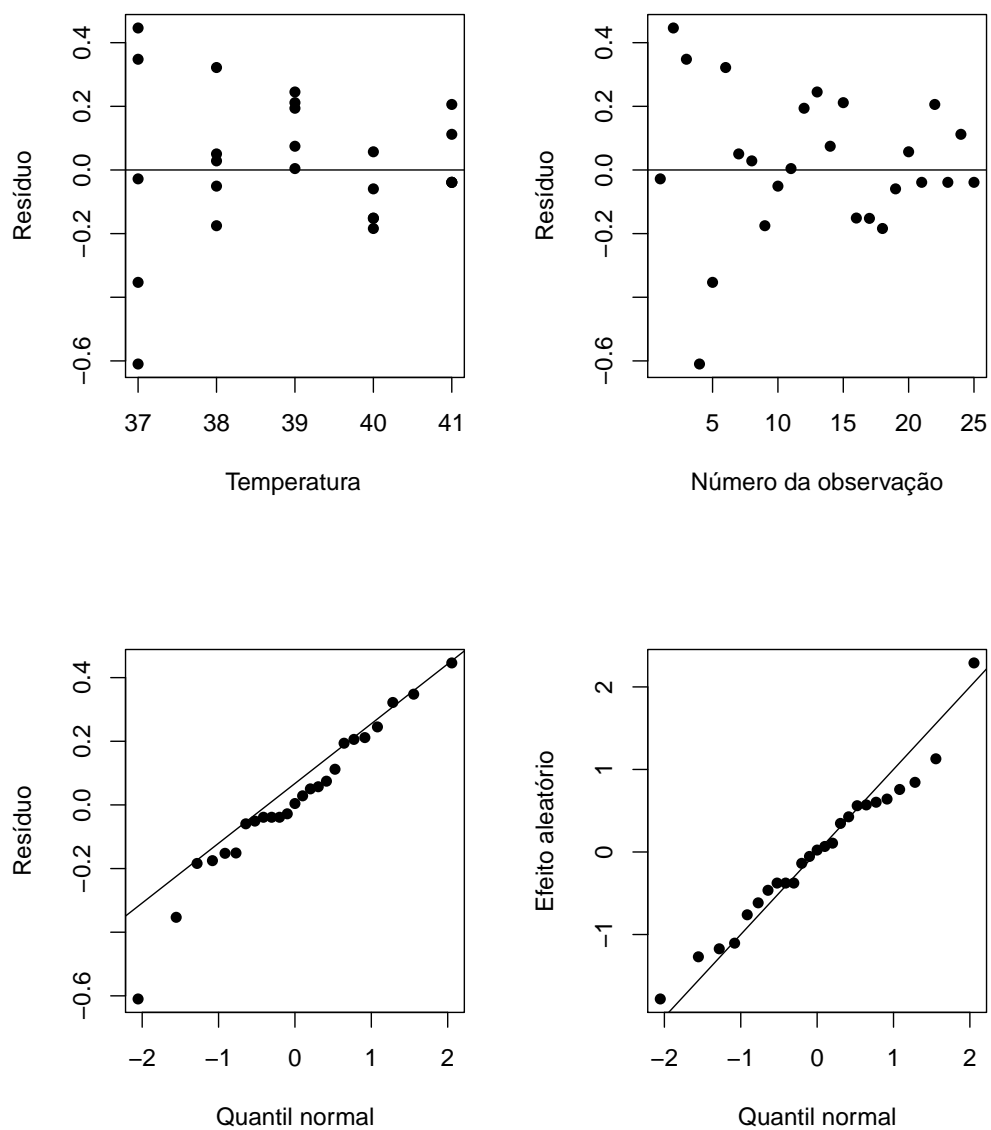 0.4
0.2
0.0
−0.2
−0.6
Resíduo
37 38 39 40 41
Temperatura
0.4
0.2
0.0
−0.2
−0.6
Resíduo
5 10 15 20 25
Número da observação
0.4
0.2
0.0
−0.2
−0.6
Resíduo
−2 −1 0 1 2
Quantil normal
2
1
0
−1
Efeito aleatório
−2 −1 0 1 2
Quantil normal